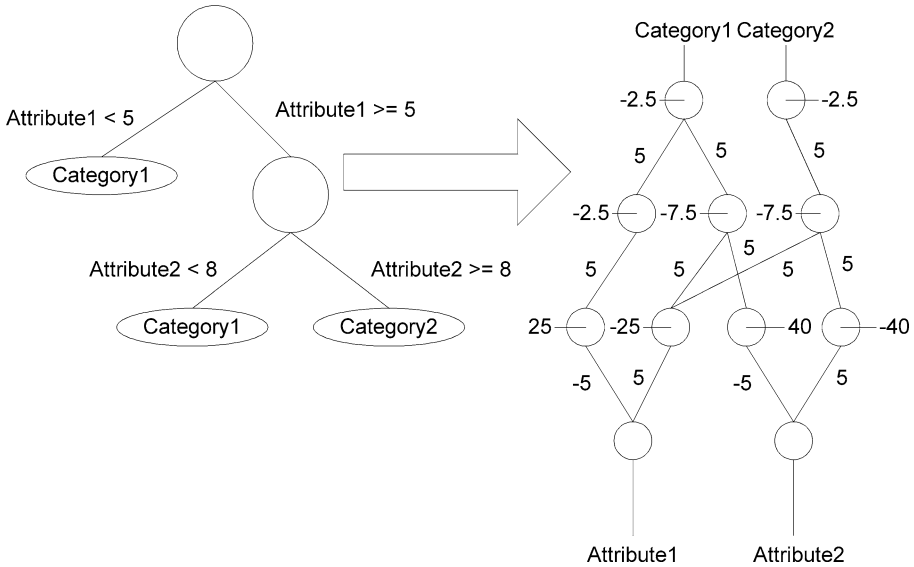 Category1 Category2
-2.5 -2.5
Attribute1 < 5
Attribute1 >= 5
5 5 5
Category1
-2.5 -7.5 -7.5
5
Attribute2 < 8
Attribute2 >= 8
5 5 5 5
Category1
Category2
25 -25 40 -40
-5 5 -5 5
Attribute1 Attribute2